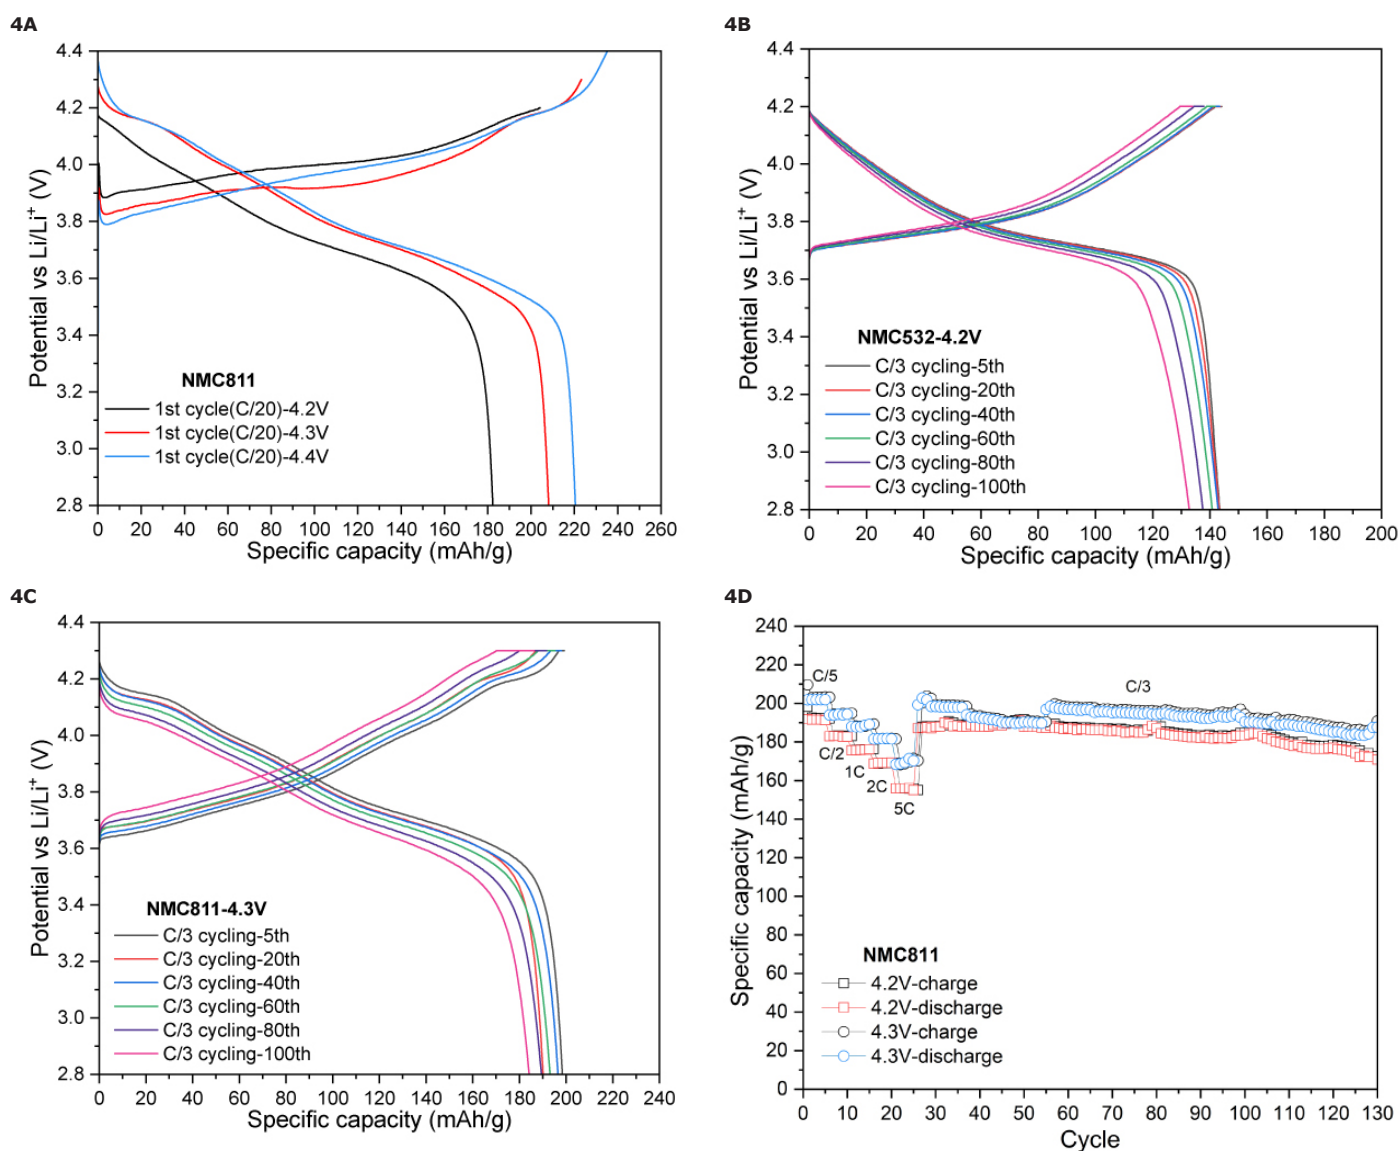 4A
4.4
4.2
4.0
3.8
3.6
3.4
3.2
3.0
2.8
Potential vs Li/Li⁺ (V)
NMC811
1st cycle(C/20)-4.2V
1st cycle(C/20)-4.3V
1st cycle(C/20)-4.4V
0 20 40 60 80 100 120 140 160 180 200 220 240 260
Specific capacity (mAh/g)
4B
4.4
4.2
4.0
3.8
3.6
3.4
3.2
3.0
2.8
Potential vs Li/Li⁺ (V)
NMC532-4.2V
C/3 cycling-5th
C/3 cycling-20th
C/3 cycling-40th
C/3 cycling-60th
C/3 cycling-80th
C/3 cycling-100th
0 20 40 60 80 100 120 140 160 180 200
Specific capacity (mAh/g)
4C
4.4
4.2
4.0
3.8
3.6
3.4
3.2
3.0
2.8
Potential vs Li/Li⁺ (V)
NMC811-4.3V
C/3 cycling-5th
C/3 cycling-20th
C/3 cycling-40th
C/3 cycling-60th
C/3 cycling-80th
C/3 cycling-100th
0 20 40 60 80 100 120 140 160 180 200 220 240
Specific capacity (mAh/g)
4D
240
220
200
180
160
140
120
100
80
60
40
20
0
Specific capacity (mAh/g)
C/5
C/2
1C
2C
5C
C/3
NMC811
4.2V-charge
4.2V-discharge
4.3V-charge
4.3V-discharge
0 10 20 30 40 50 60 70 80 90 100 110 120 130
Cycle